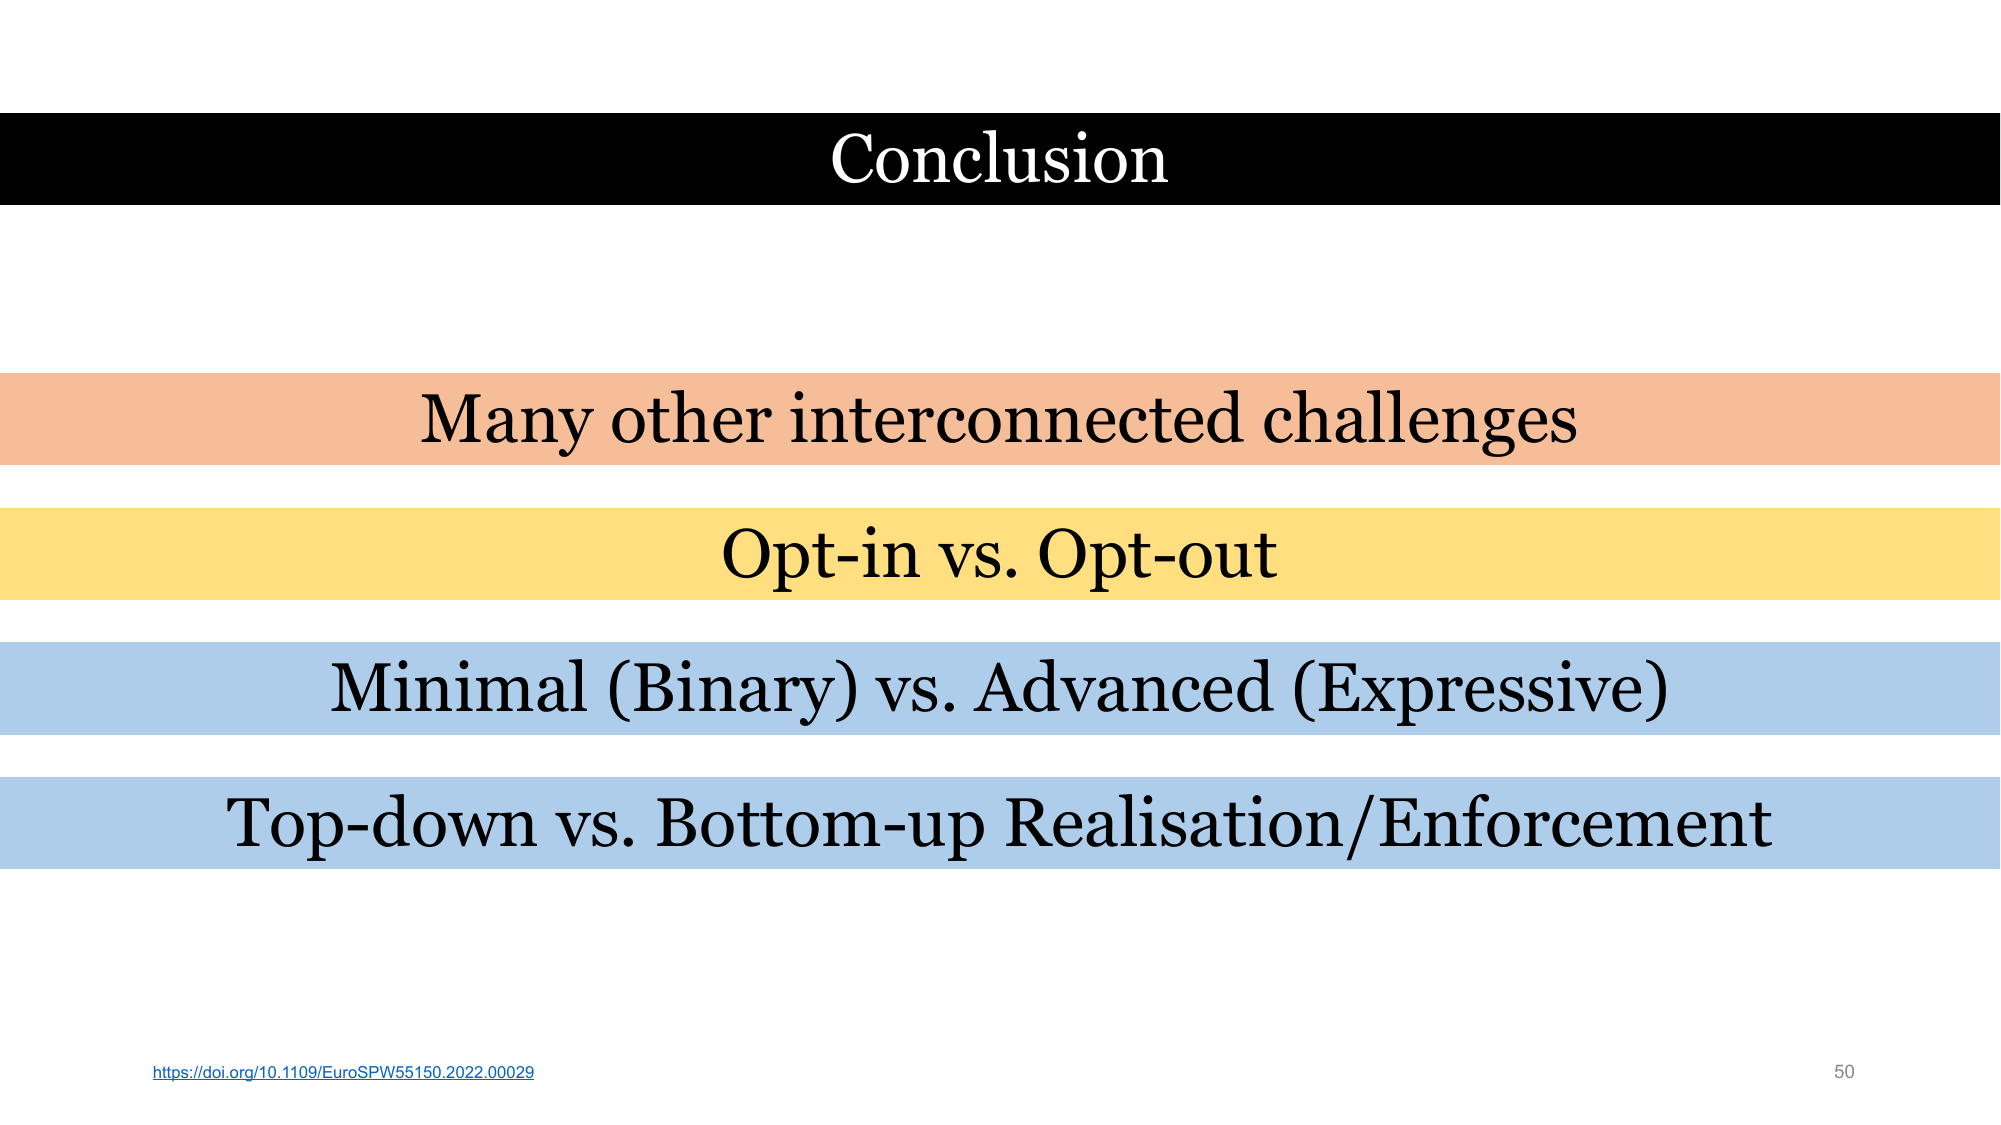 Conclusion
Many other interconnected challenges
Opt-in vs. Opt-out
Minimal (Binary) vs. Advanced (Expressive)
Top-down vs. Bottom-up Realisation/Enforcement
https://doi.org/10.1109/EuroSPW55150.2022.00029
50